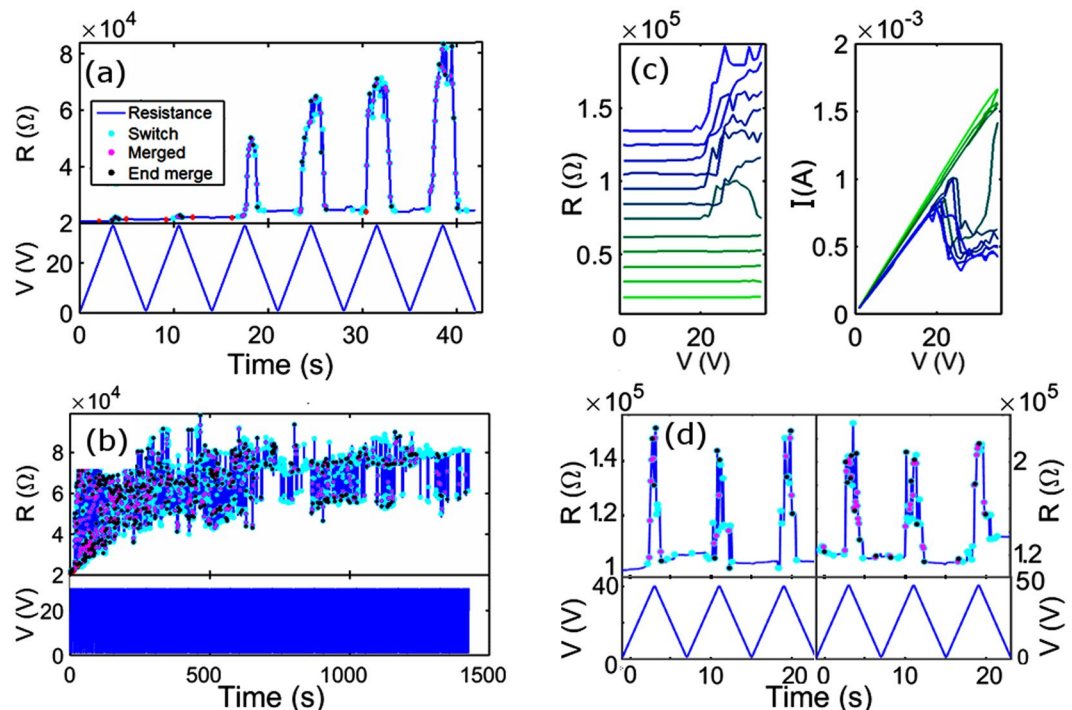 ×10⁴
8
(a)
6
4
2
R (Ω)
Resistance
Switch
Merged
End merge
2
20
0
V (V)
0 10 20 30 40
Time (s)
×10⁵
(c)
1.5
1
0.5
R (Ω)
0 20
V (V)
×10⁻³
2
1.5
1
0.5
0
I(A)
0 20
V (V)
×10⁴
(b)
8
6
4
2
R (Ω)
20
0
V (V)
0 500 1000 1500
Time (s)
×10⁵ ×10⁵
(d)
1.4
1.2
1
R (Ω)
2
1.2
R (Ω)
40
0
V (V)
50
0
V (V)
0 10 20 0 10 20
Time (s)